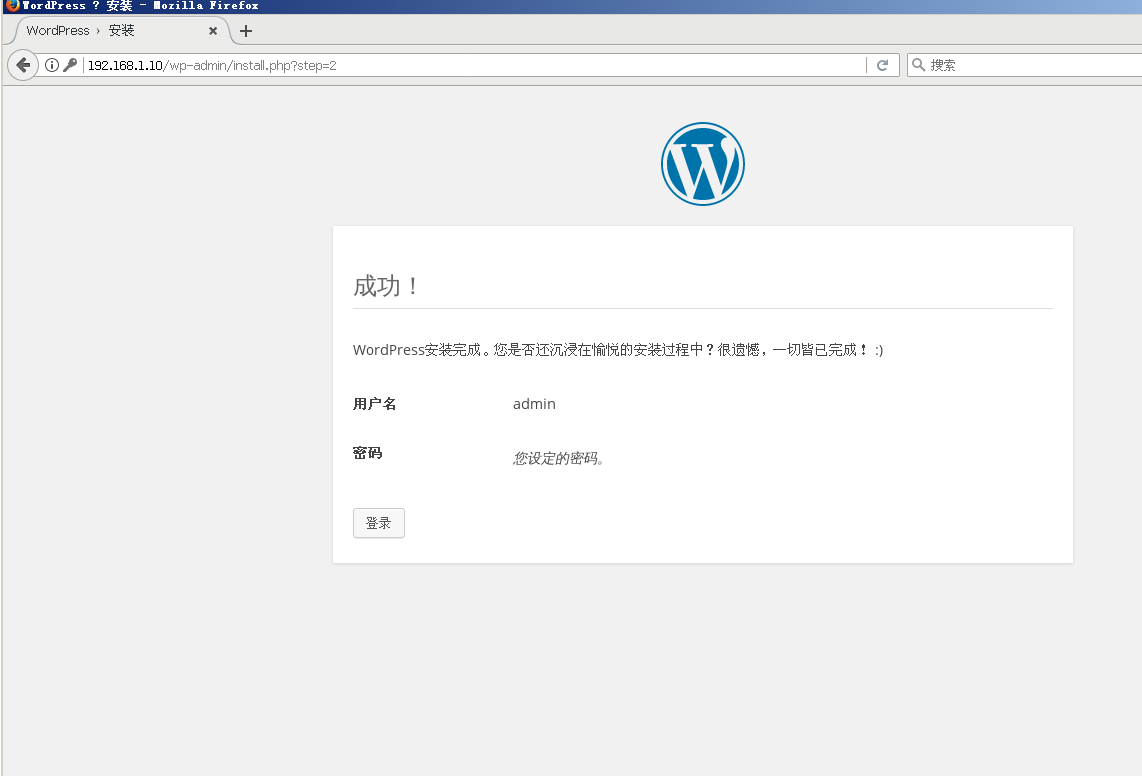 WordPress ? 安装 - Mozilla Firefox
WordPress › 安装
192.168.1.10/wp-admin/install.php?step=2
搜索
成功！
WordPress安装完成。您是否还沉浸在愉悦的安装过程中？很遗憾，一切皆已完成！ :)
用户名 admin
密码 您设定的密码。
登录